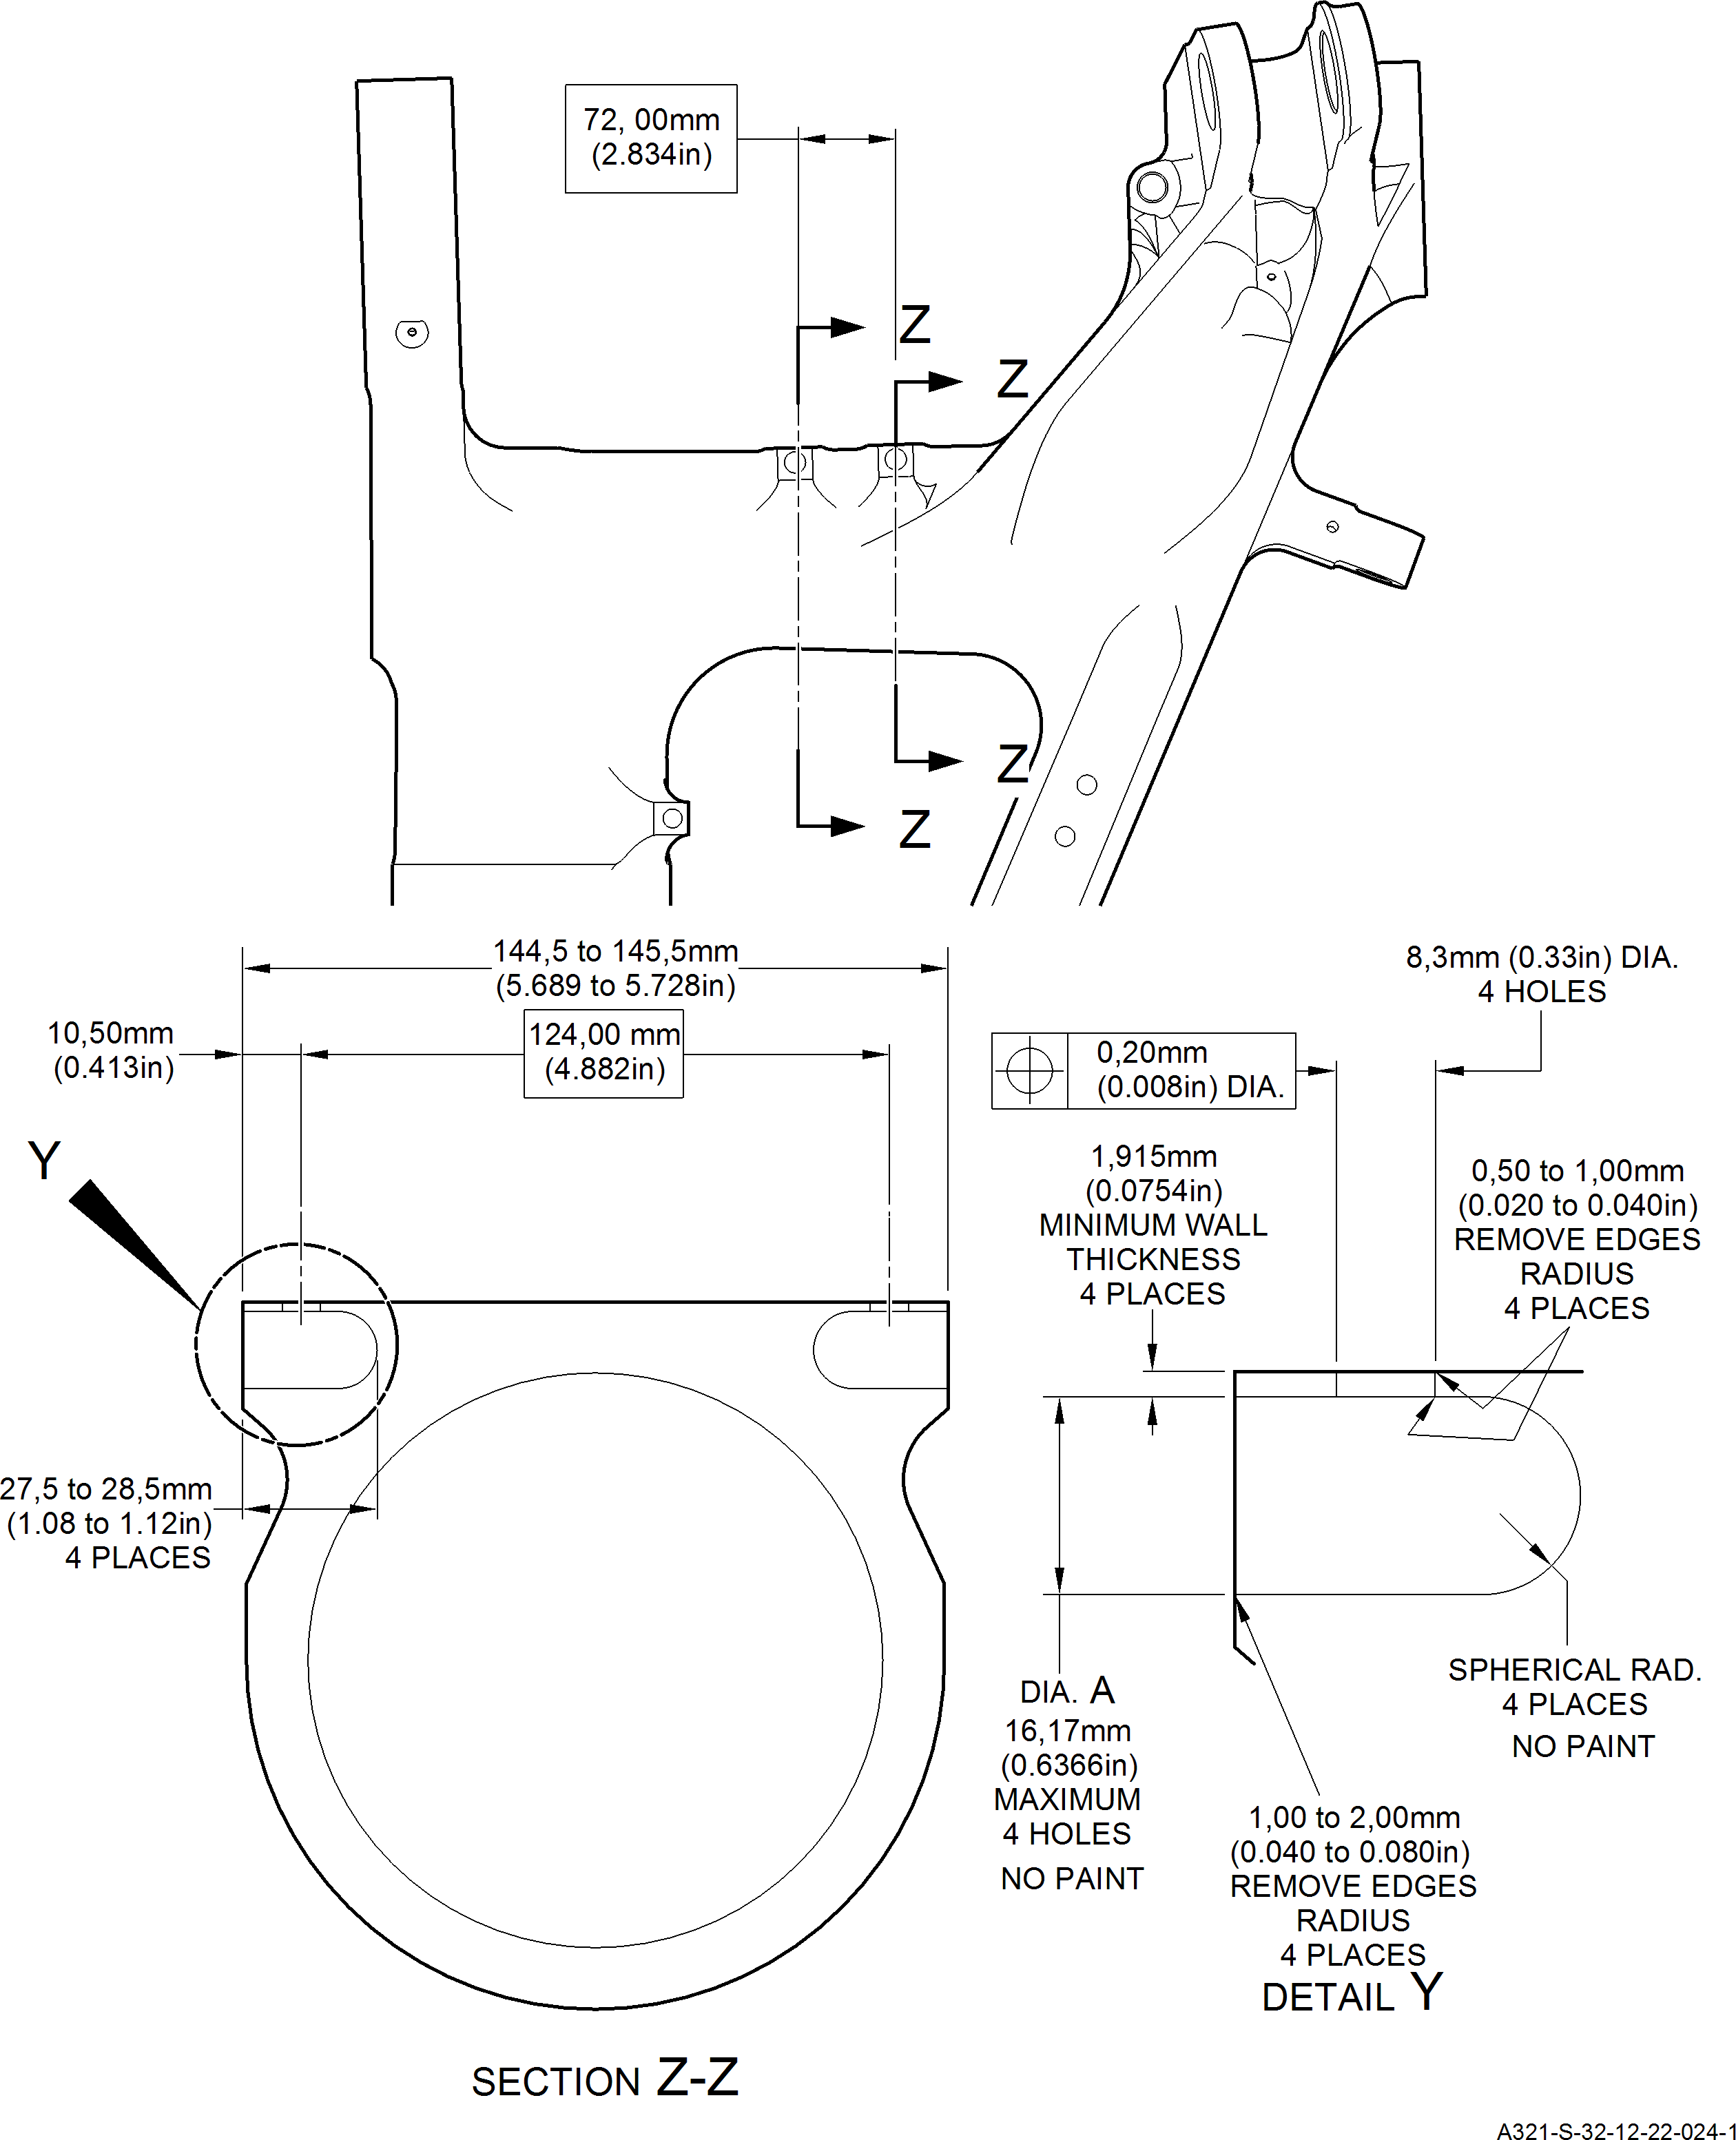 72, 00mm
(2.834in)
Z
Z
Z
Z
144,5 to 145,5mm
(5.689 to 5.728in)
10,50mm
(0.413in)
124,00 mm
(4.882in)
Y
27,5 to 28,5mm
(1.08 to 1.12in)
4 PLACES
SECTION Z-Z
8,3mm (0.33in) DIA.
4 HOLES
0,20mm
(0.008in) DIA.
1,915mm
(0.0754in)
MINIMUM WALL
THICKNESS
4 PLACES
0,50 to 1,00mm
(0.020 to 0.040in)
REMOVE EDGES
RADIUS
4 PLACES
DIA. A
16,17mm
(0.6366in)
MAXIMUM
4 HOLES
NO PAINT
SPHERICAL RAD.
4 PLACES
NO PAINT
1,00 to 2,00mm
(0.040 to 0.080in)
REMOVE EDGES
RADIUS
4 PLACES
DETAIL Y
A321-S-32-12-22-024-1